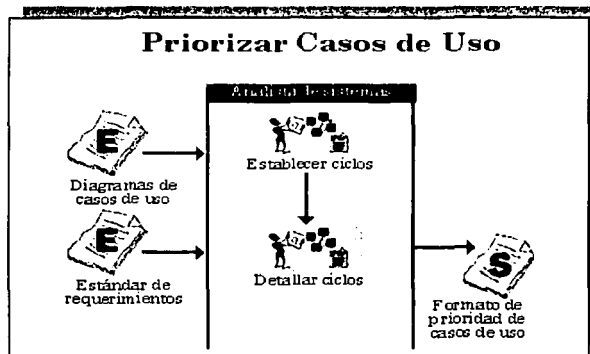 Priorizar Casos de Uso
Analista de sistemas
E
Establecer ciclos
Diagramas de
casos de uso
E
Detallar ciclos
Estándar de
requerimientos
S
Formato de
prioridad de
casos de uso